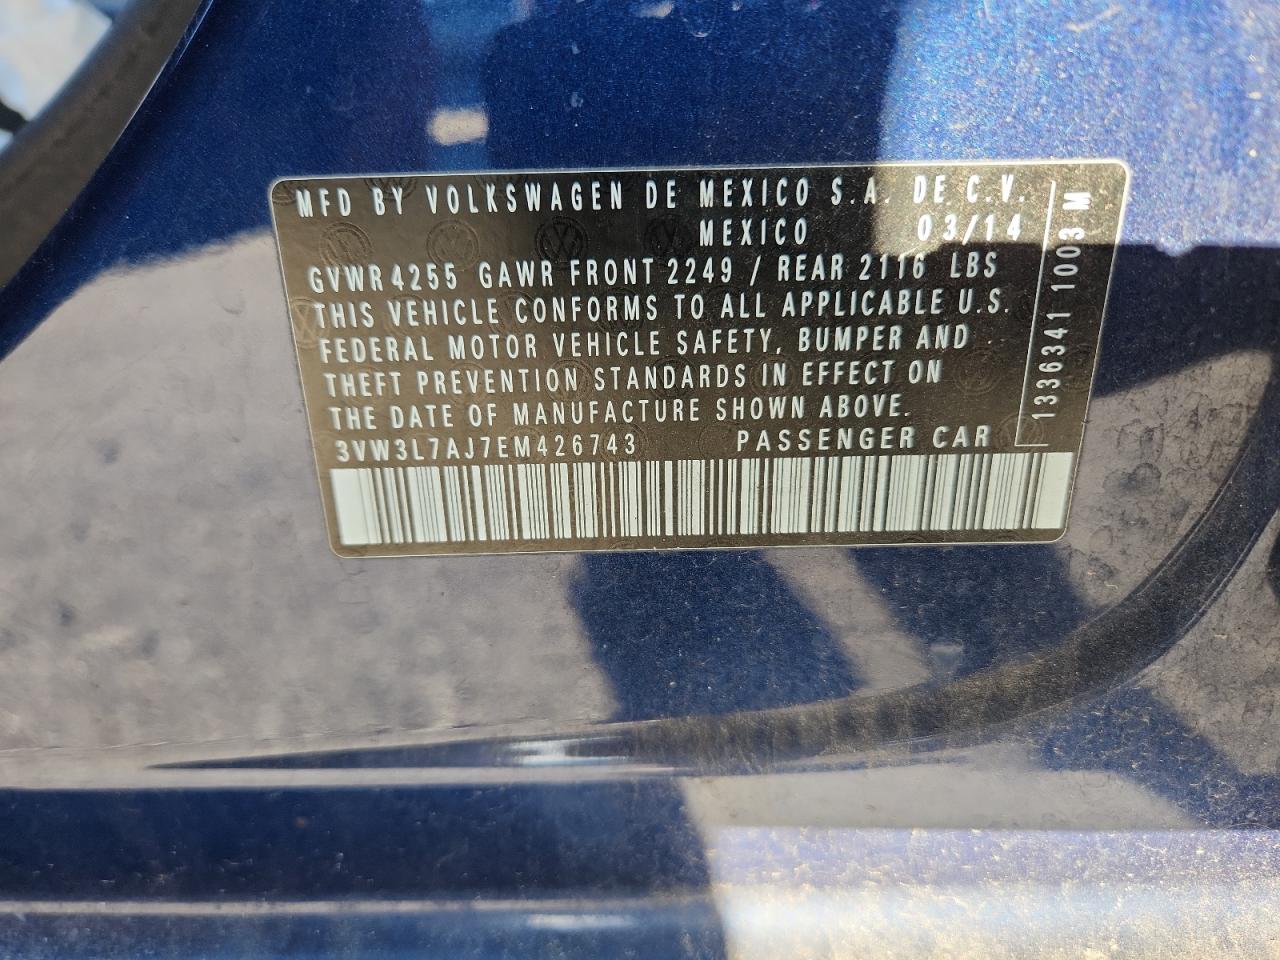 MFD BY VOLKSWAGEN DE MEXICO S.A. DE C.V.
MEXICO 03/14
GVWR 4255 GAWR FRONT 2249 / REAR 2116 LBS
THIS VEHICLE CONFORMS TO ALL APPLICABLE U.S.
FEDERAL MOTOR VEHICLE SAFETY, BUMPER AND
THEFT PREVENTION STANDARDS IN EFFECT ON
THE DATE OF MANUFACTURE SHOWN ABOVE.
3VW3L7AJ7EM426743 PASSENGER CAR
1336341 1003 M